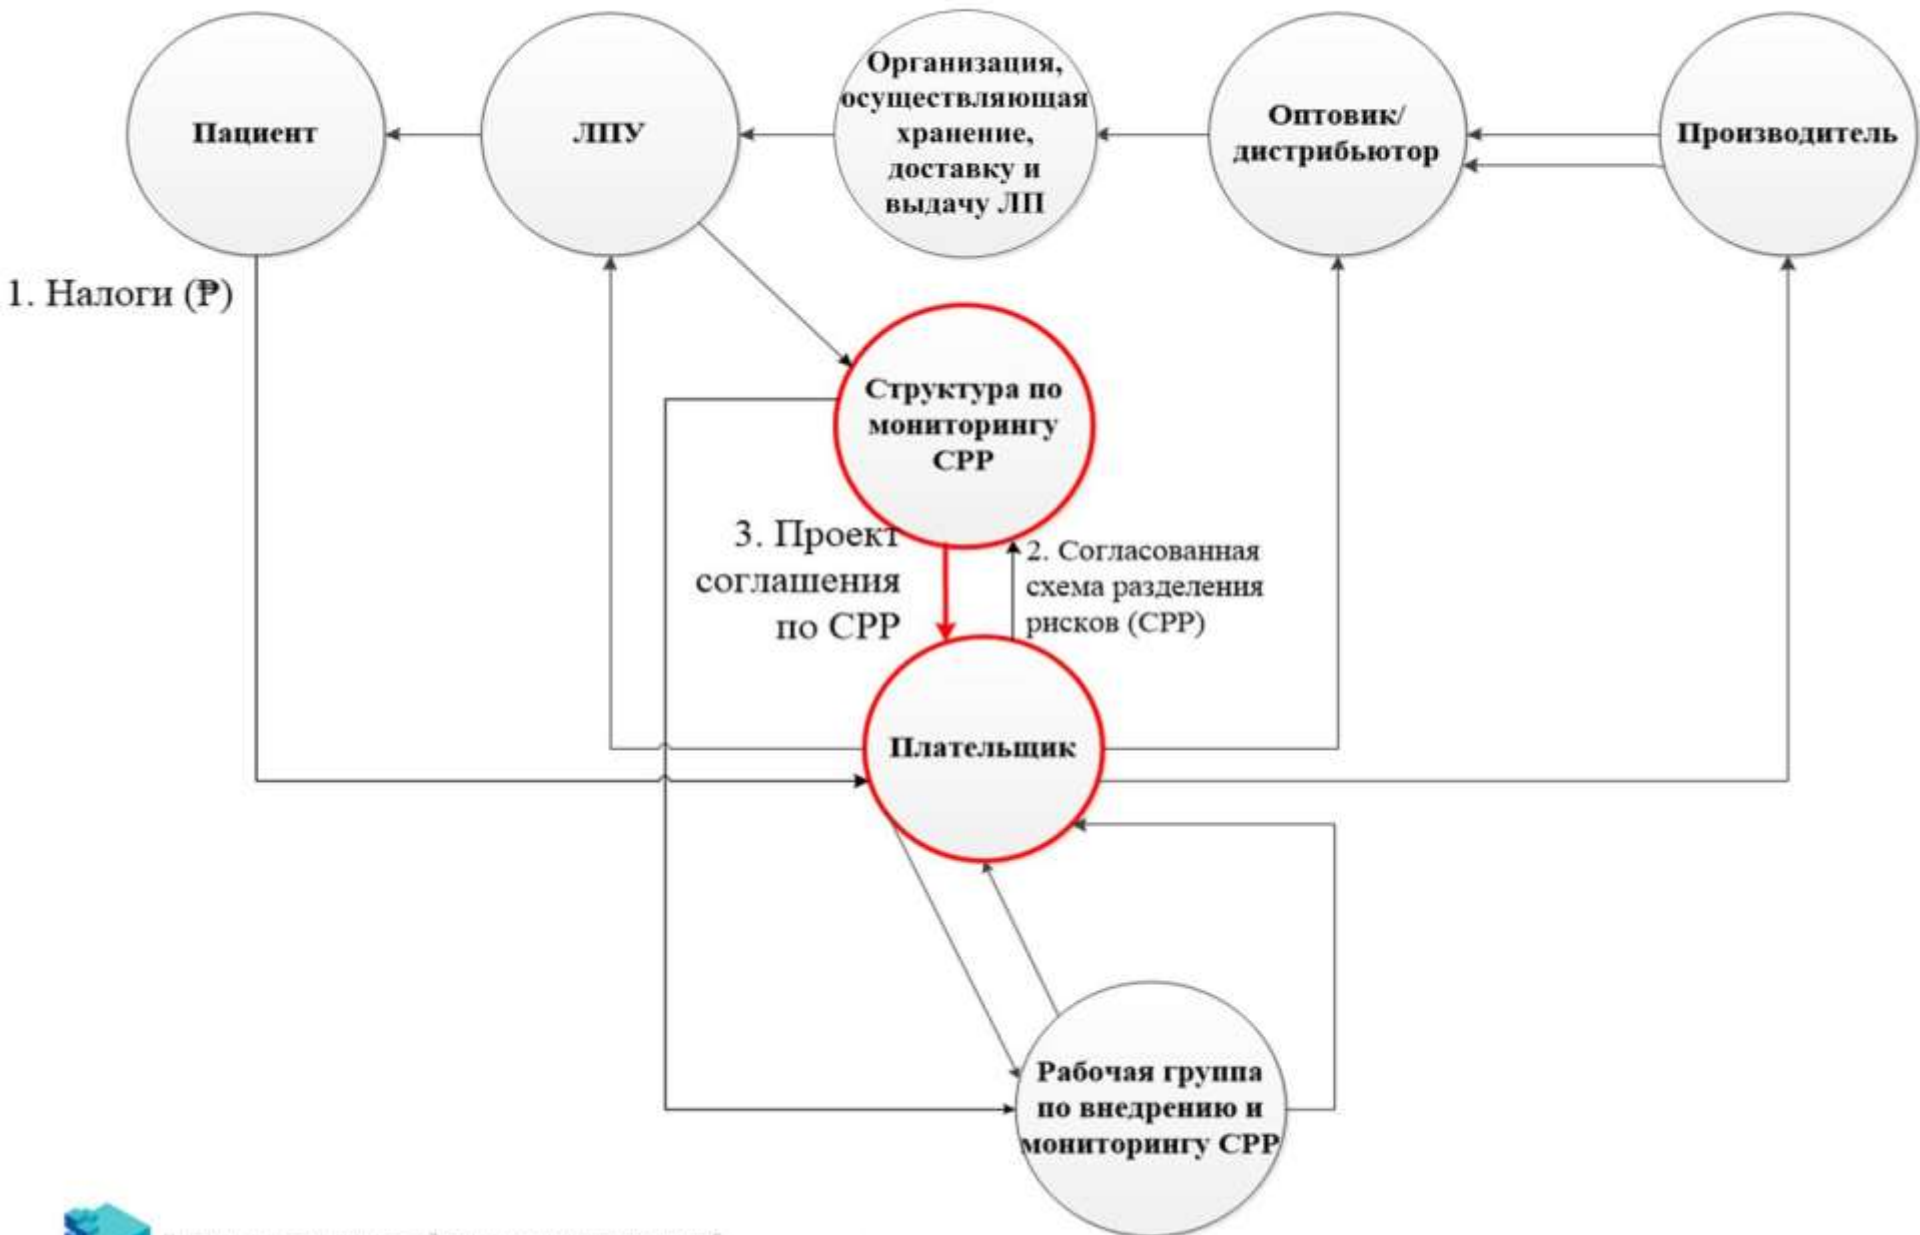 Пациент
ЛПУ
Организация,
осуществляющая
хранение,
доставку и
выдачу ЛП
Оптовик/
дистрибьютор
Производитель
1. Налоги (₽)
Структура по
мониторингу
СРР
3. Проект
соглашения
по СРР
2. Согласованная
схема разделения
рисков (СРР)
Плательщик
Рабочая группа
по внедрению и
мониторингу СРР